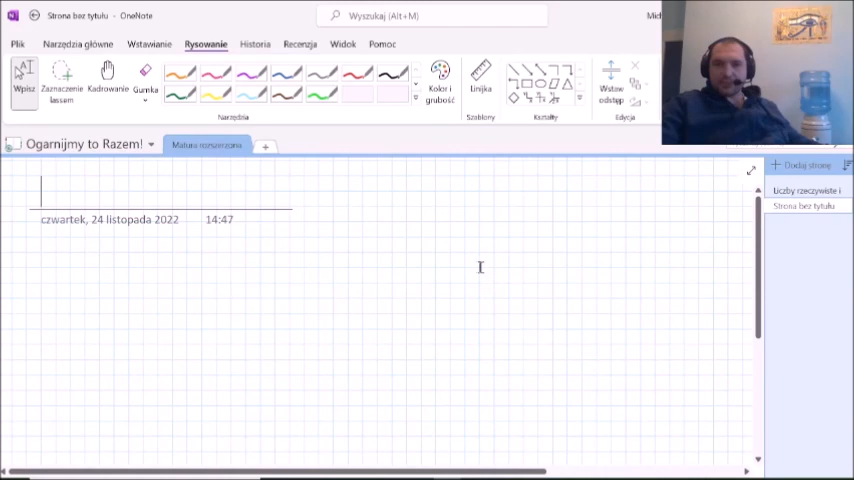 Strona bez tytułu - OneNote
Wyszukaj (Alt+M)
Mich
Plik Narzędzia główne Wstawianie Rysowanie Historia Recenzja Widok Pomoc
Wpisz
Zaznaczenie lassem
Kadrowanie
Gumka
Kolor i grubość
Linijka
Wstaw odstęp
Narzędzia Szablony Kształty Edycja
Ogarnijmy to Razem!
Matura rozszerzona
Dodaj stronę
Liczby rzeczywiste i
Strona bez tytułu
czwartek, 24 listopada 2022 14:47